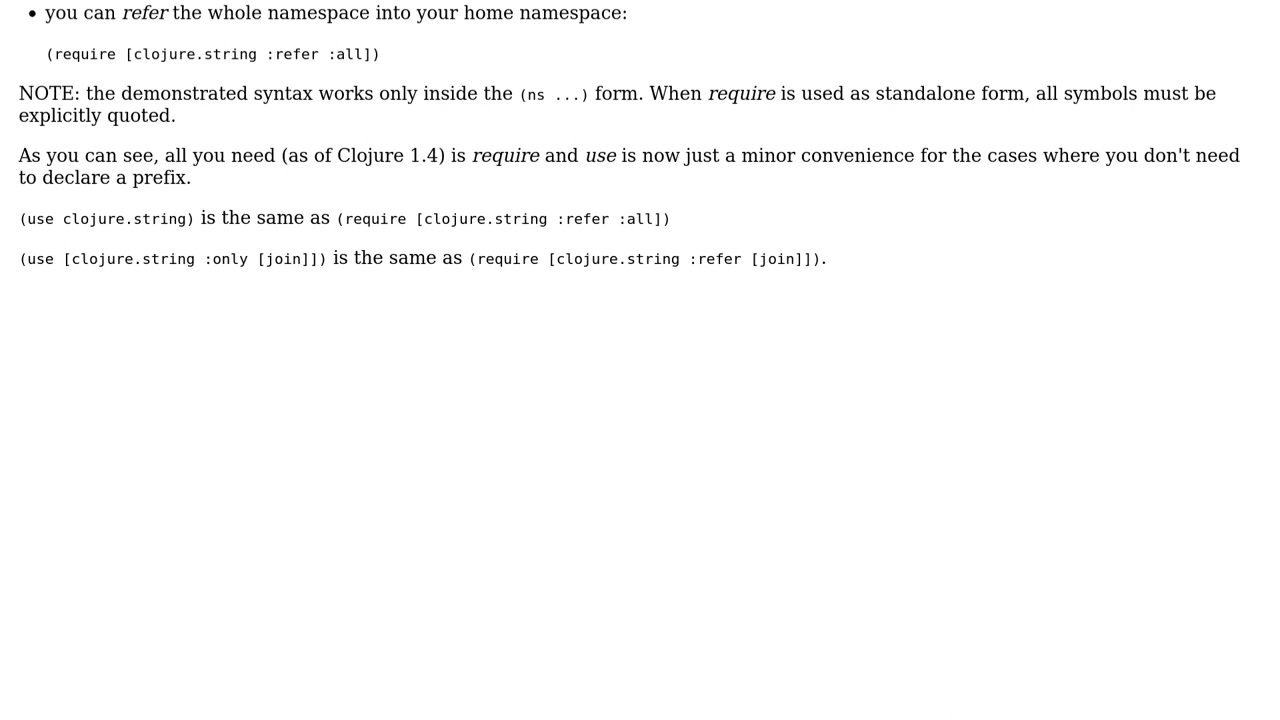 • you can refer the whole namespace into your home namespace:
(require [clojure.string :refer :all])
NOTE: the demonstrated syntax works only inside the (ns ...) form. When require is used as standalone form, all symbols must be
explicitly quoted.
As you can see, all you need (as of Clojure 1.4) is require and use is now just a minor convenience for the cases where you don't need
to declare a prefix.
(use clojure.string) is the same as (require [clojure.string :refer :all])
(use [clojure.string :only [join]]) is the same as (require [clojure.string :refer [join]]).